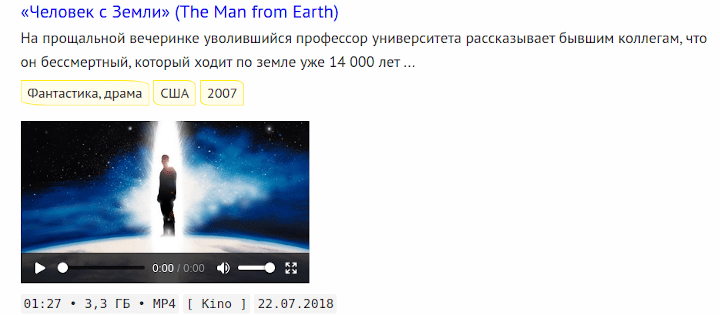 «Человек с Земли» (The Man from Earth)
На прощальной вечеринке уволившийся профессор университета рассказывает бывшим коллегам, что
он бессмертный, который ходит по земле уже 14 000 лет ...
Фантастика, драма США 2007
0:00 / 0:00
01:27 • 3,3 ГБ • MP4 [ Kino ] 22.07.2018